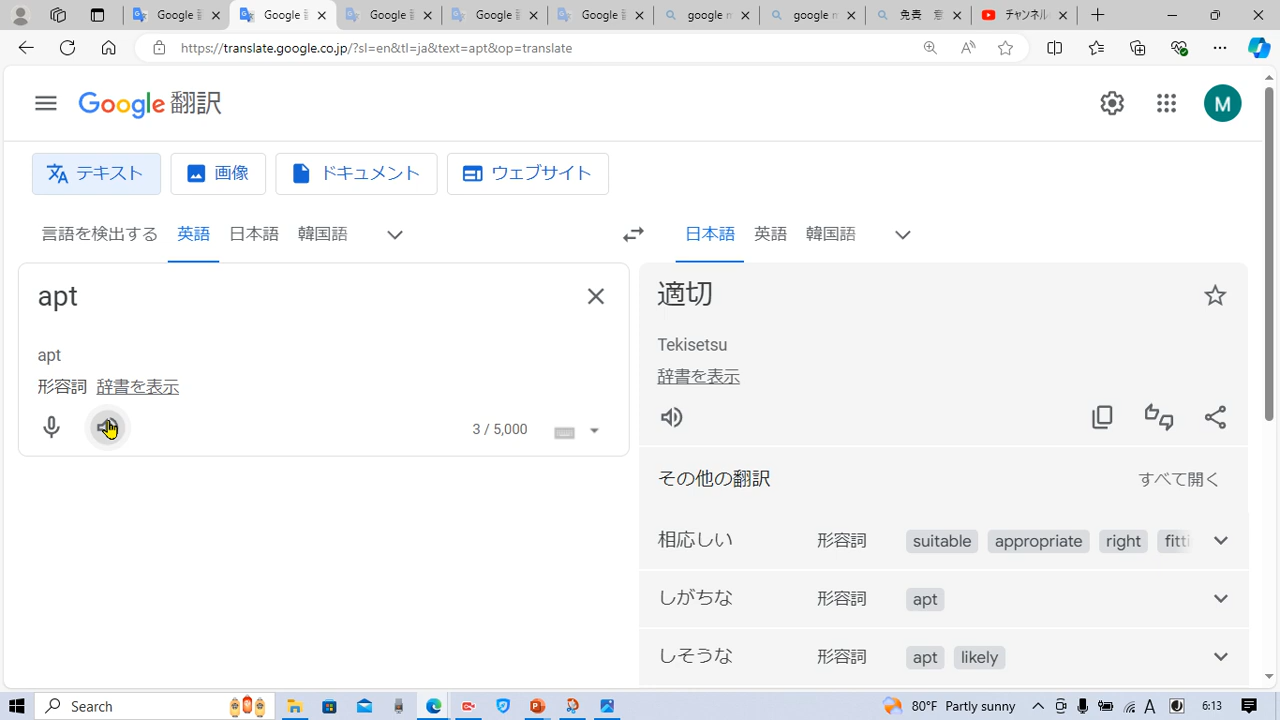 Google 翻
Google 翻
Google 翻
Google 翻
Google 翻
google m
google m
先英
チャンネル
https://translate.google.co.jp/?sl=en&tl=ja&text=apt&op=translate
Google 翻訳
M
テキスト 画像 ドキュメント ウェブサイト
言語を検出する 英語 日本語 韓国語
日本語 英語 韓国語
apt
適切
apt
Tekisetsu
形容詞 辞書を表示
辞書を表示
3 / 5,000
その他の翻訳 すべて開く
相応しい 形容詞 suitable appropriate right fitti
しがちな 形容詞 apt
しそうな 形容詞 apt likely
Search
80°F Partly sunny
A
6:13